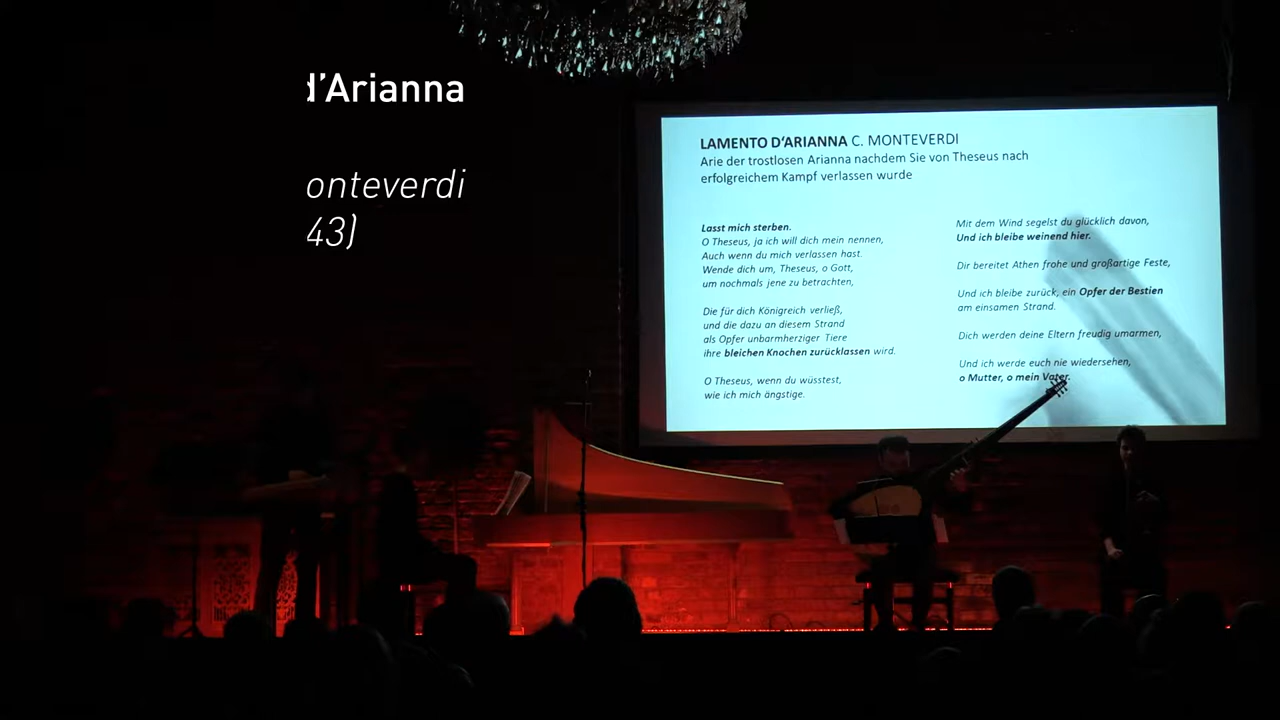 d'Arianna
onteverdi
43)
LAMENTO D'ARIANNA C. MONTEVERDI
Arie der trostlosen Arianna nachdem Sie von Theseus nach
erfolgreichem Kampf verlassen wurde
Lasst mich sterben.
O Theseus, ja ich will dich mein nennen,
Auch wenn du mich verlassen hast.
Wende dich um, Theseus, o Gott,
um nochmals jene zu betrachten,
Die für dich Königreich verließ,
und die dazu an diesem Strand
als Opfer unbarmherziger Tiere
ihre bleichen Knochen zurücklassen wird.
O Theseus, wenn du wüsstest,
wie ich mich ängstige.
Mit dem Wind segelst du glücklich davon,
Und ich bleibe weinend hier.
Dir bereitet Athen frohe und großartige Feste,
Und ich bleibe zurück, ein Opfer der Bestien
am einsamen Strand.
Dich werden deine Eltern freudig umarmen,
Und ich werde euch nie wiedersehen,
o Mutter, o mein Vater.